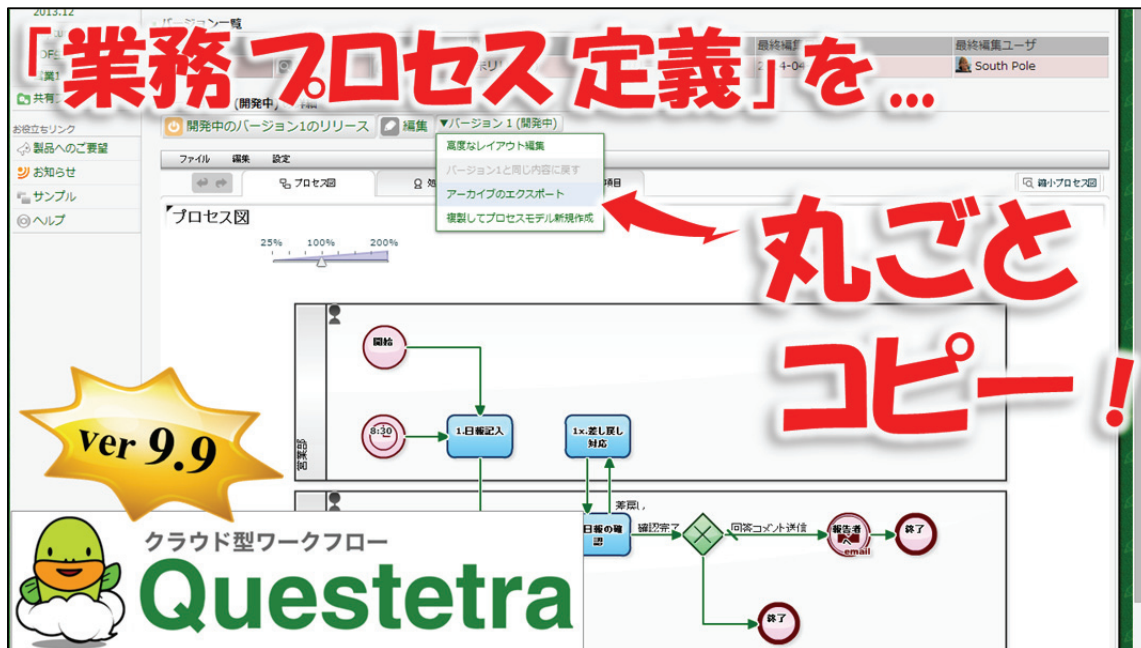 2013.12
バージョン一覧
「業務プロセス定義」を...
最終編集ユーザ
South Pole
(開発中)
お役立ちリンク
開発中のバージョン1のリリース
編集
▼バージョン 1 (開発中)
製品へのご要望
お知らせ
サンプル
ヘルプ
高度なレイアウト編集
バージョン1と同じ内容に戻す
アーカイブのエクスポート
複製してプロセスモデル新規作成
ファイル 編集 設定
プロセス図
縮小プロセス図
プロセス図
25% 100% 200%
丸ごと
コピー!
開始
8:30
1.日報記入
1x.差し戻し
対応
営業部
ver 9.9
差戻し
日報の確
認
確認完了
回答コメント送信
報告者
へ
email
終了
終了
クラウド型ワークフロー
Questetra